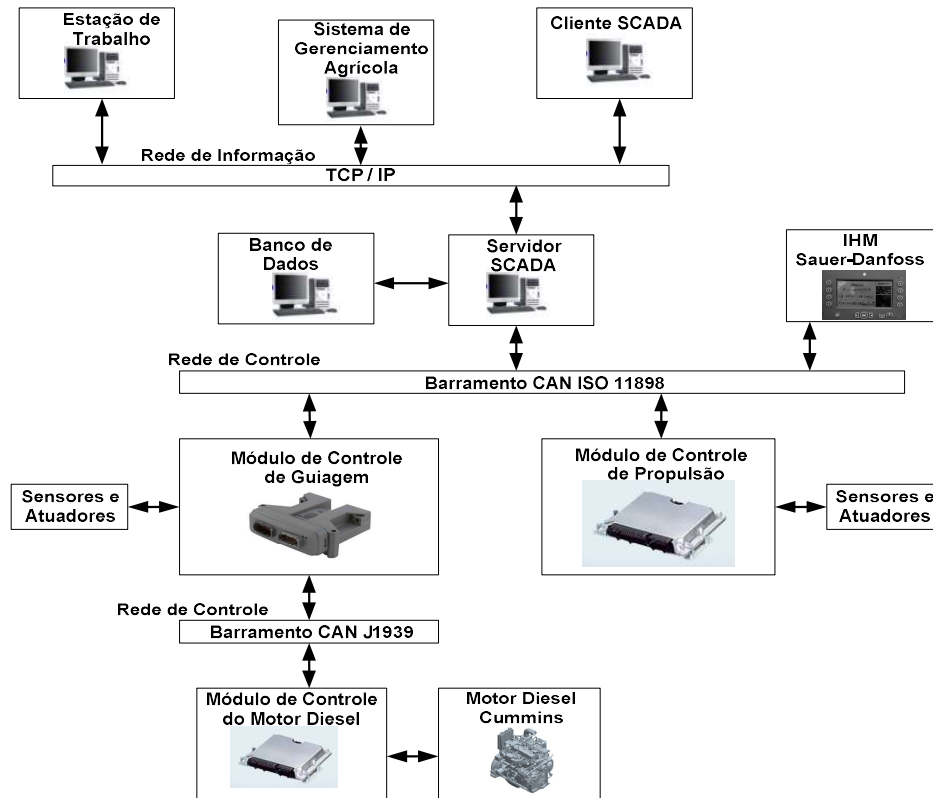 Estação de
Trabalho
Sistema de
Gerenciamento
Agrícola
Cliente SCADA
Rede de Informação
TCP / IP
Banco de
Dados
Servidor
SCADA
IHM
Sauer-Danfoss
Rede de Controle
Barramento CAN ISO 11898
Módulo de Controle
de Guiagem
Módulo de Controle
de Propulsão
Sensores e
Atuadores
Sensores e
Atuadores
Rede de Controle
Barramento CAN J1939
Módulo de Controle
do Motor Diesel
Motor Diesel
Cummins